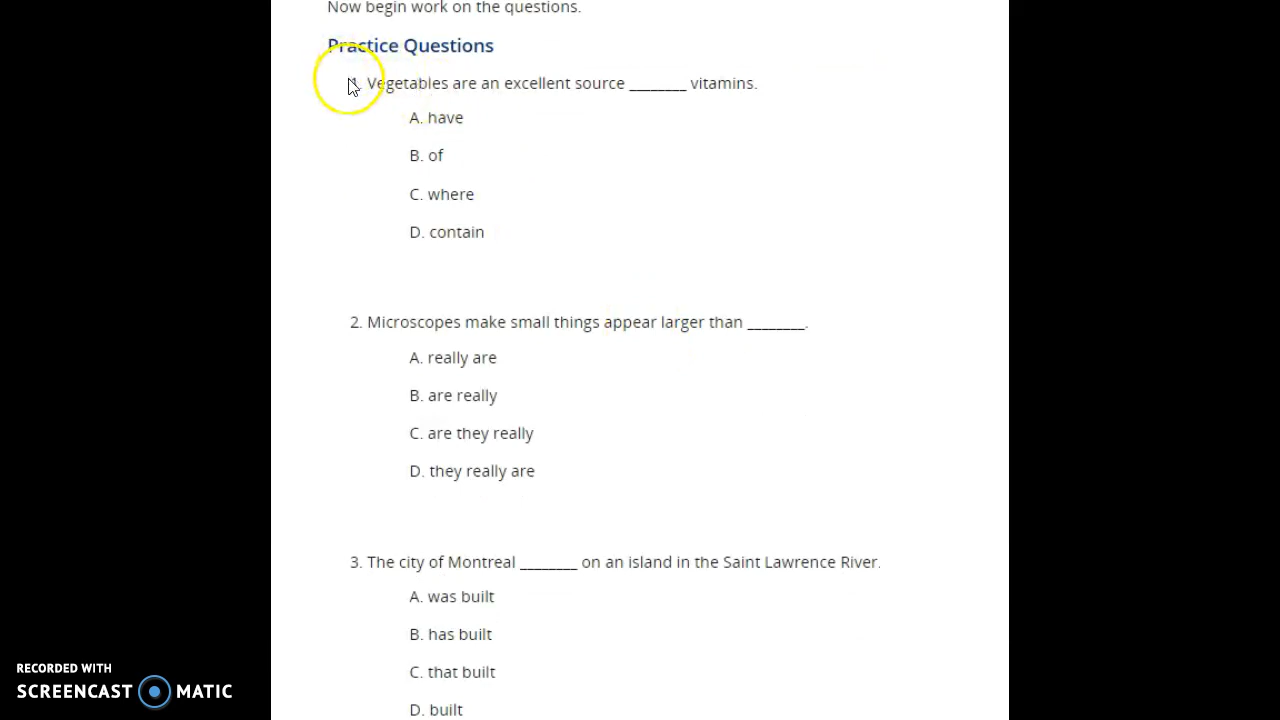 Now begin work on the questions.
Practice Questions
1. Vegetables are an excellent source ________ vitamins.
A. have
B. of
C. where
D. contain
2. Microscopes make small things appear larger than ________.
A. really are
B. are really
C. are they really
D. they really are
3. The city of Montreal ________ on an island in the Saint Lawrence River.
A. was built
B. has built
C. that built
D. built
RECORDED WITH
SCREENCAST MATIC